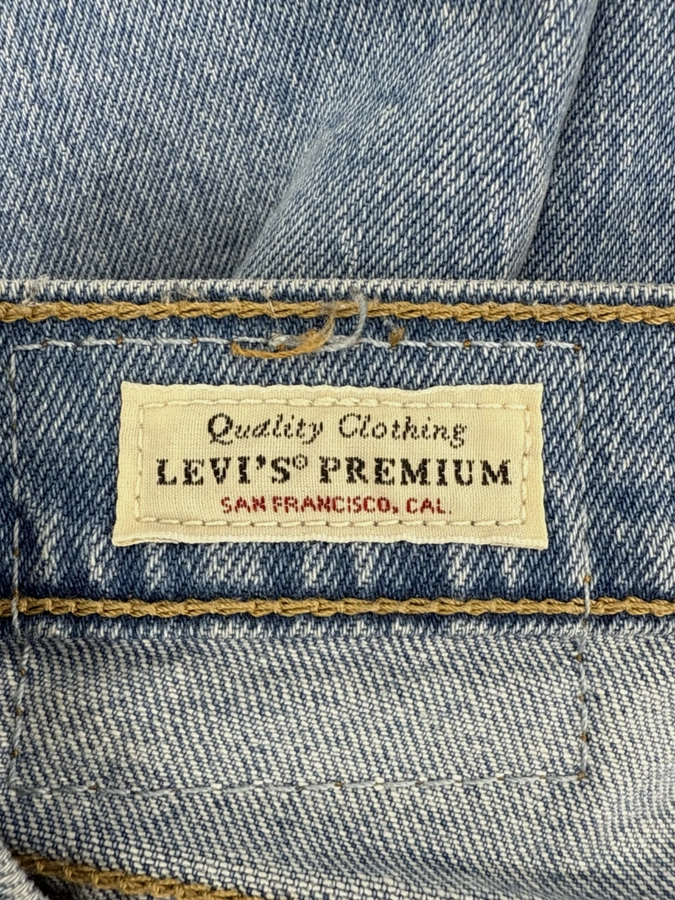 Quality Clothing
LEVI'S® PREMIUM
SAN FRANCISCO, CAL.